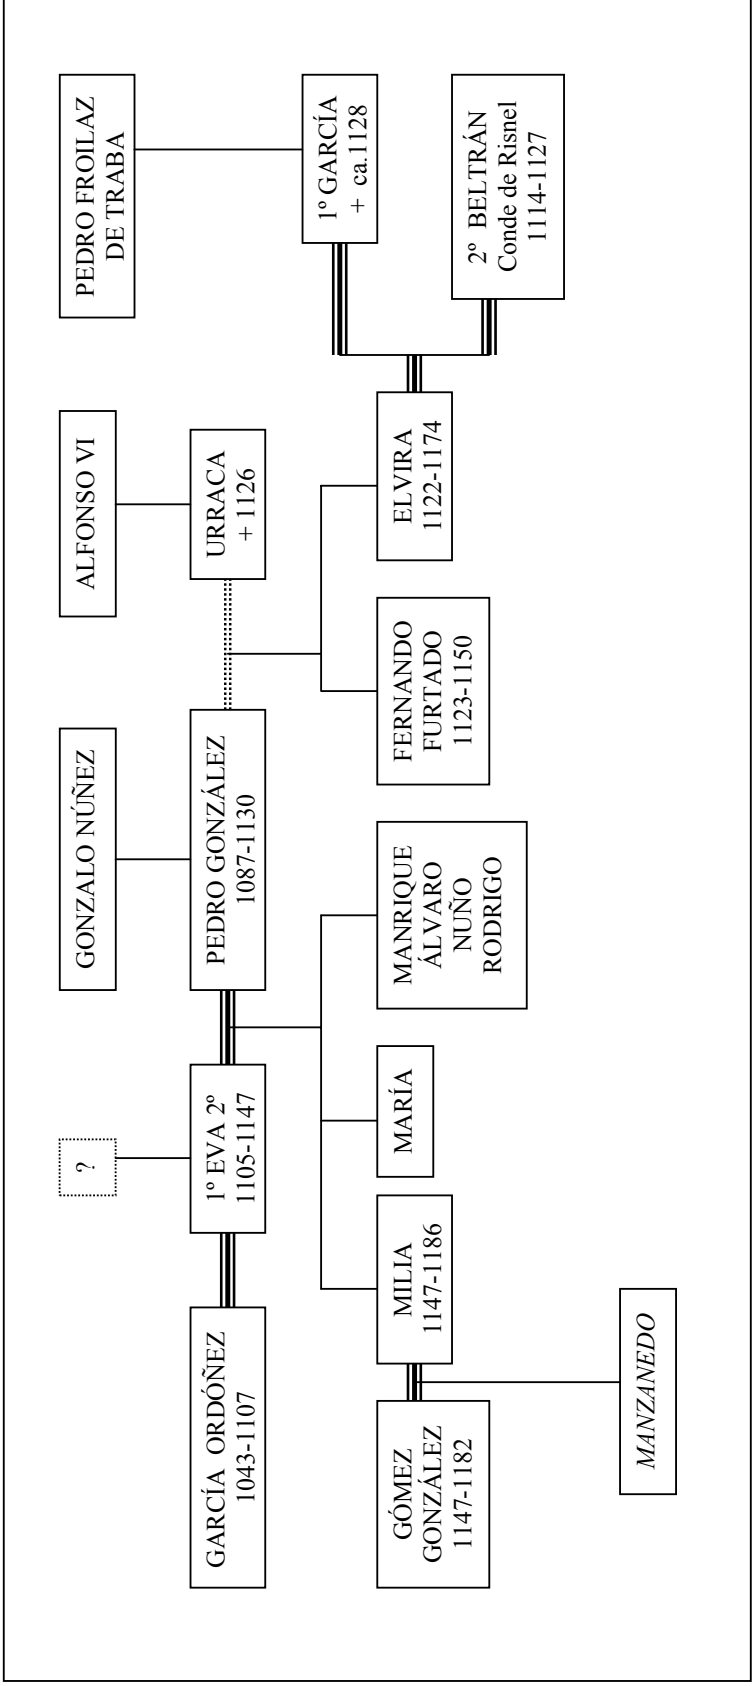 ?
GONZALO NÚÑEZ
ALFONSO VI
PEDRO FROILAZ
DE TRABA
GARCÍA ORDÓÑEZ
1043-1107
1º EVA 2º
1105-1147
PEDRO GONZÁLEZ
1087-1130
URRACA
+ 1126
1º GARCÍA
+ ca.1128
GÓMEZ
GONZÁLEZ
1147-1182
MILIA
1147-1186
MARÍA
MANRIQUE
ÁLVARO
NUÑO
RODRIGO
FERNANDO
FURTADO
1123-1150
ELVIRA
1122-1174
2º BELTRÁN
Conde de Risnel
1114-1127
MANZANEDO